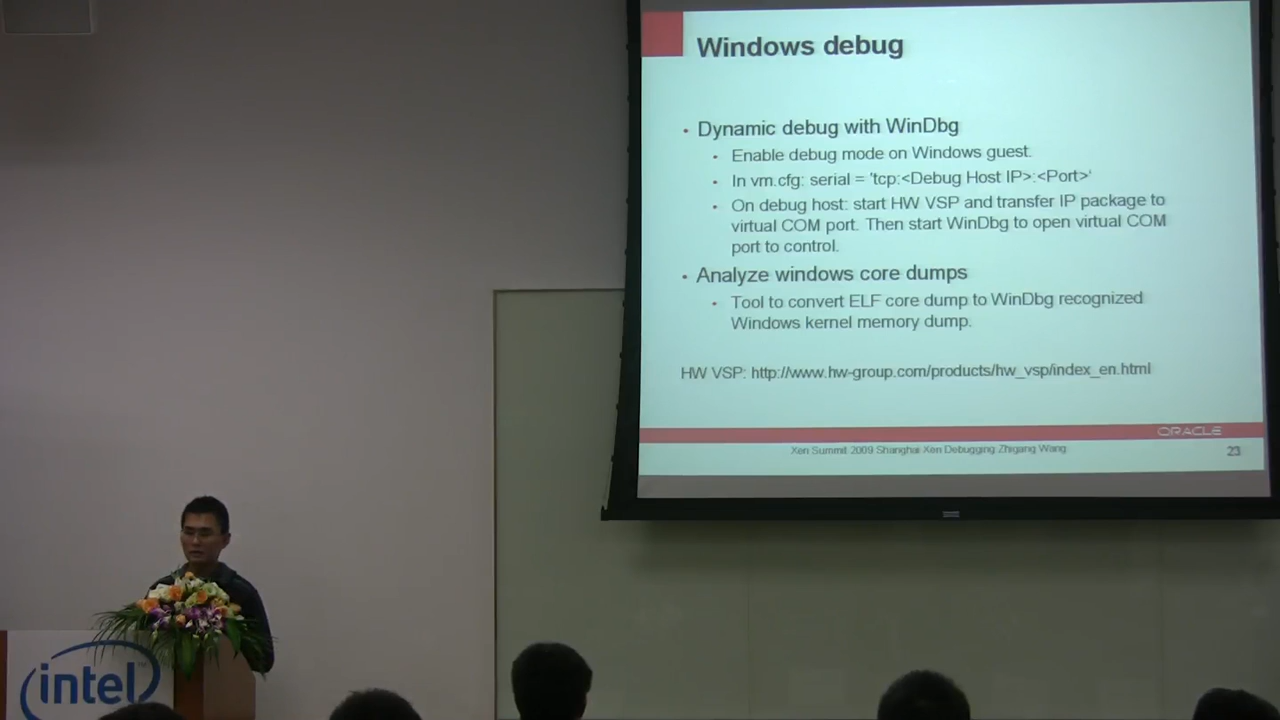 Windows debug
• Dynamic debug with WinDbg
• Enable debug mode on Windows guest.
• In vm.cfg: serial = 'tcp:<Debug Host IP>:<Port>'
• On debug host: start HW VSP and transfer IP package to
virtual COM port. Then start WinDbg to open virtual COM
port to control.
• Analyze windows core dumps
• Tool to convert ELF core dump to WinDbg recognized
Windows kernel memory dump.
HW VSP: http://www.hw-group.com/products/hw_vsp/index_en.html
ORACLE
Xen Summit 2009 Shanghai Xen Debugging Zhigang Wang
23
intel